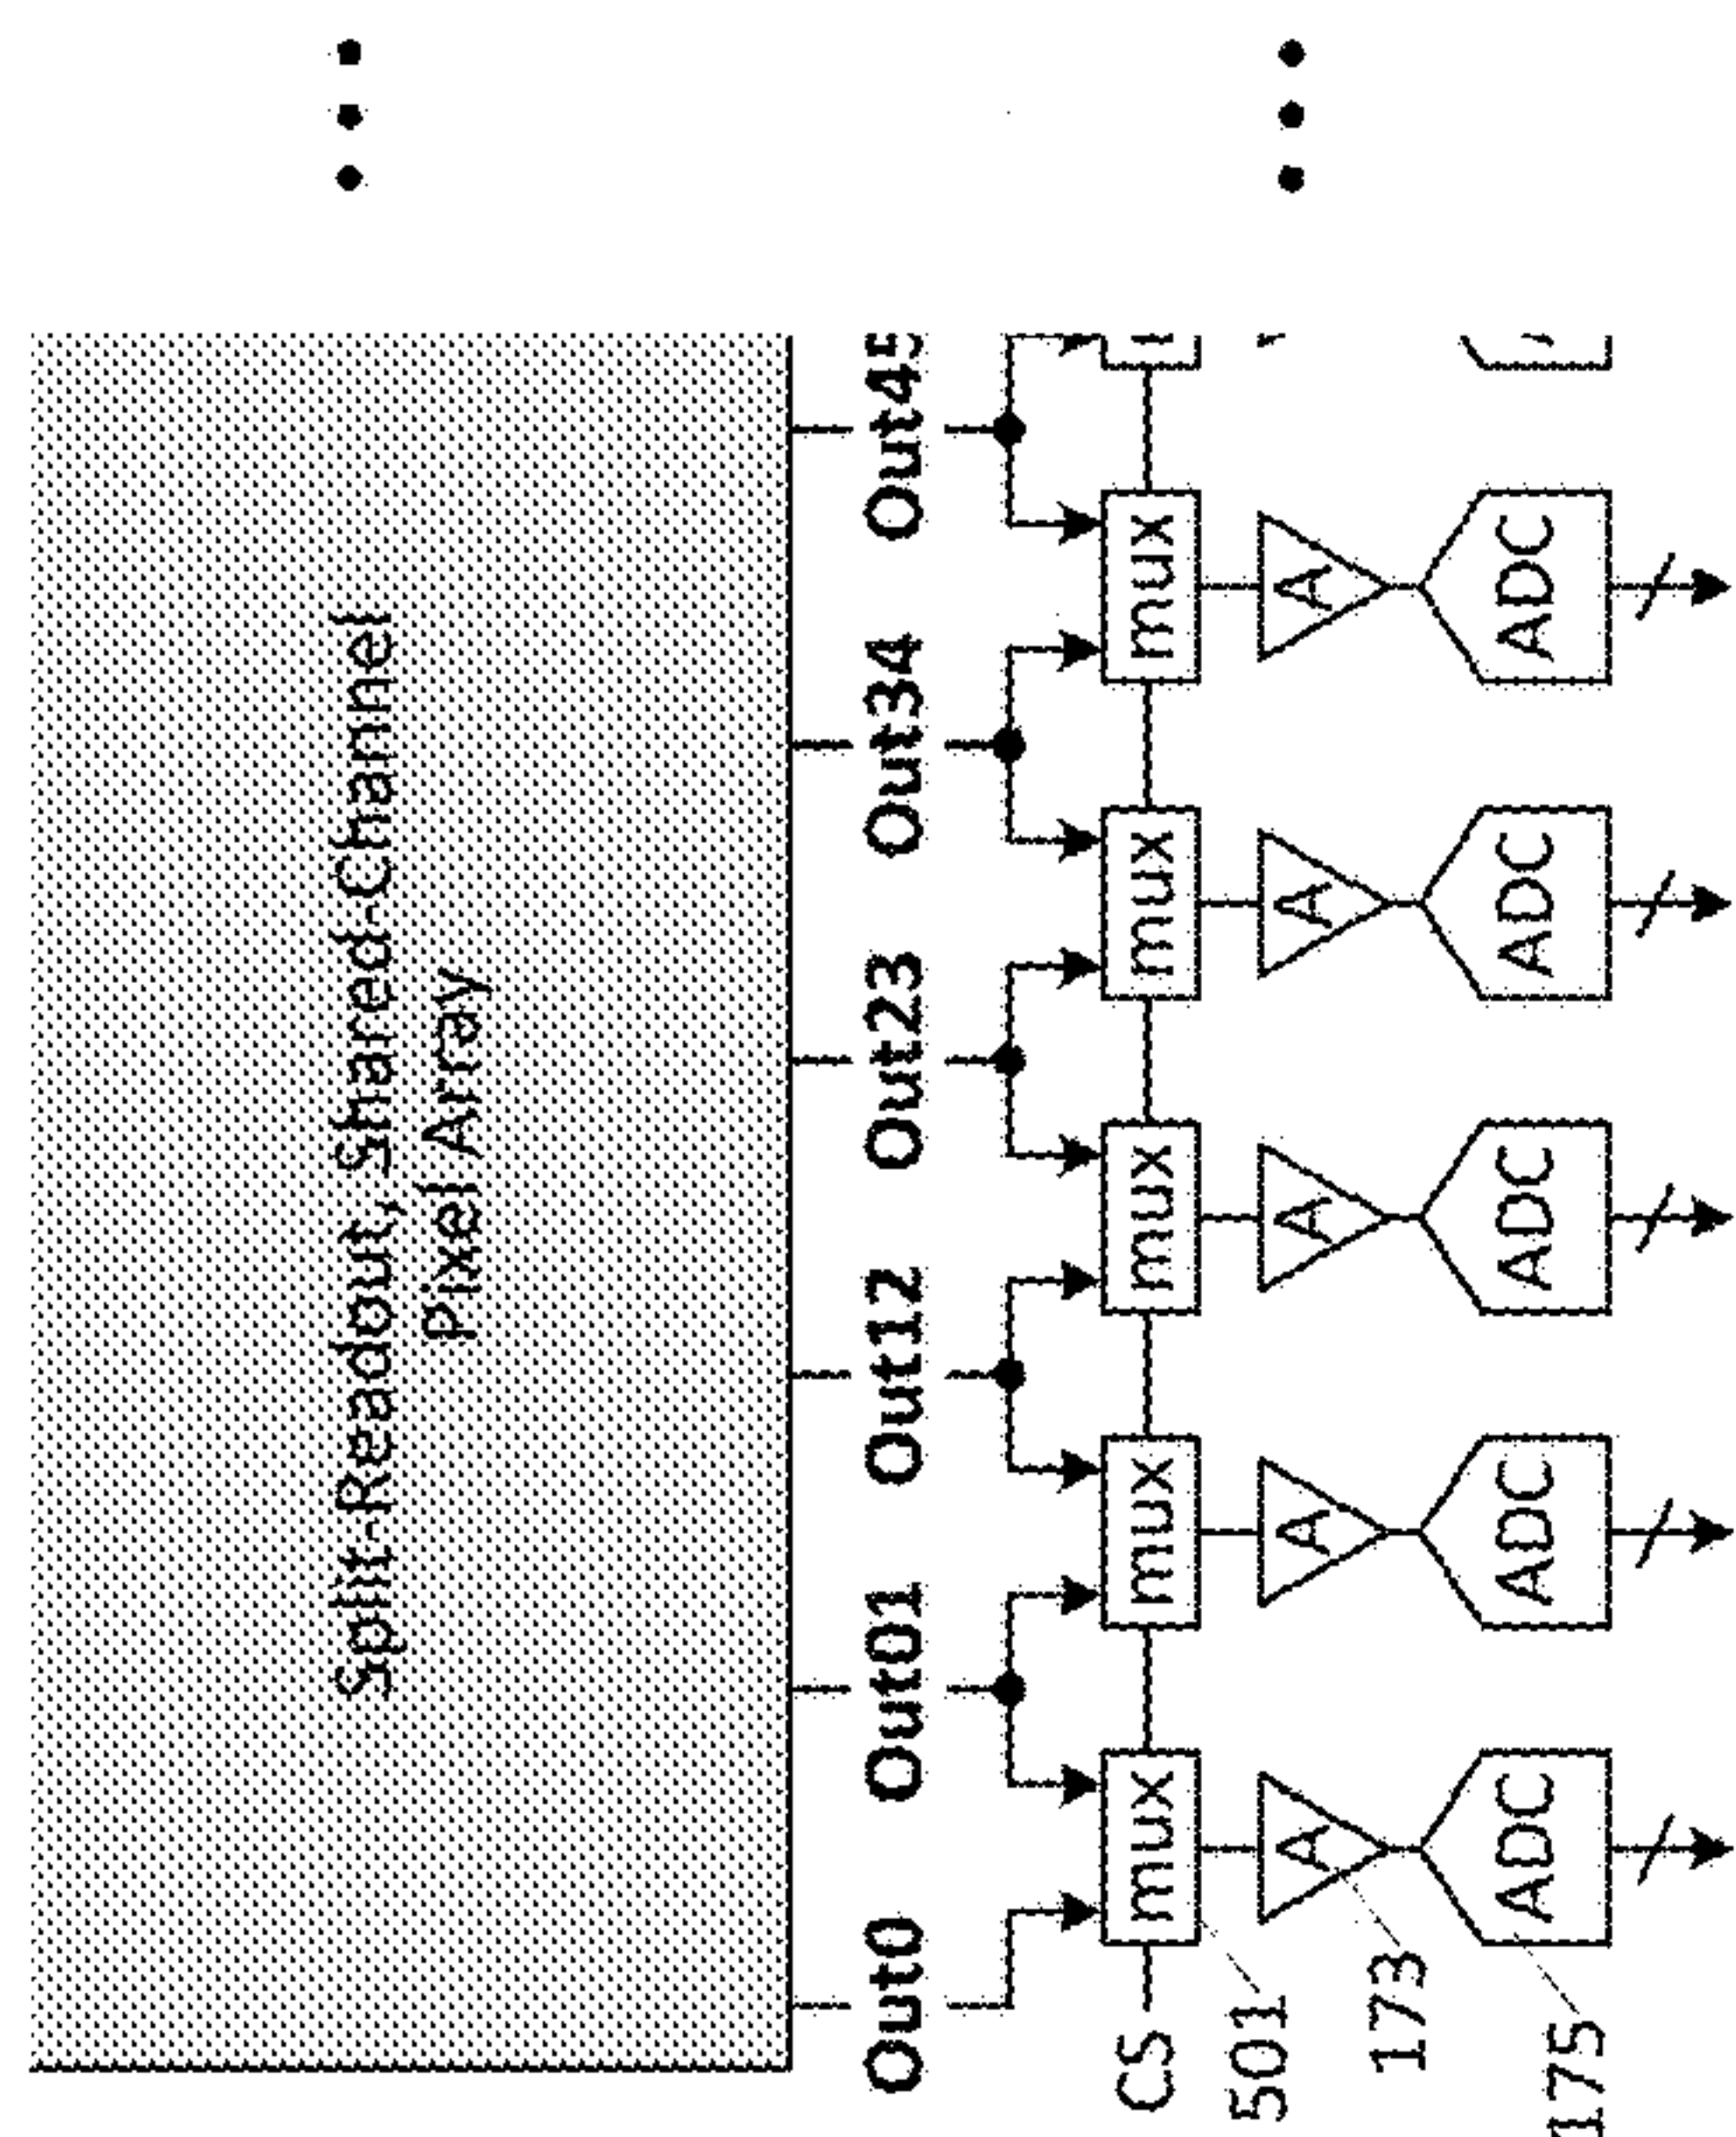 Split-Readout, Shared-Channel
Pixel Array
Out0 Out01 Out12 Out23 Out34 Out45
CS mux mux mux mux mux
501
A A A A A
173
ADC ADC ADC ADC ADC
175